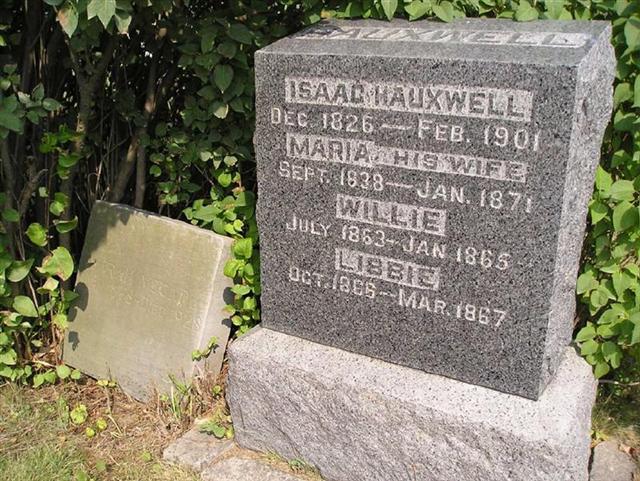 HAUXWELL
ISAAC HAUXWELL
DEC. 1826 — FEB. 1901
MARIA, HIS WIFE
SEPT. 1838 — JAN. 1871
WILLIE
JULY 1863 - JAN 1865
LIBBIE
OCT. 1866 - MAR. 1867